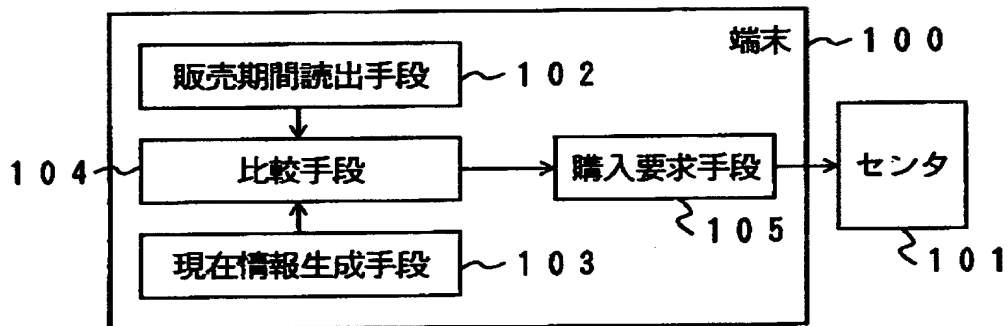 端末 100
販売期間読出手段 102
104 比較手段
購入要求手段 105
センタ 101
現在情報生成手段 103